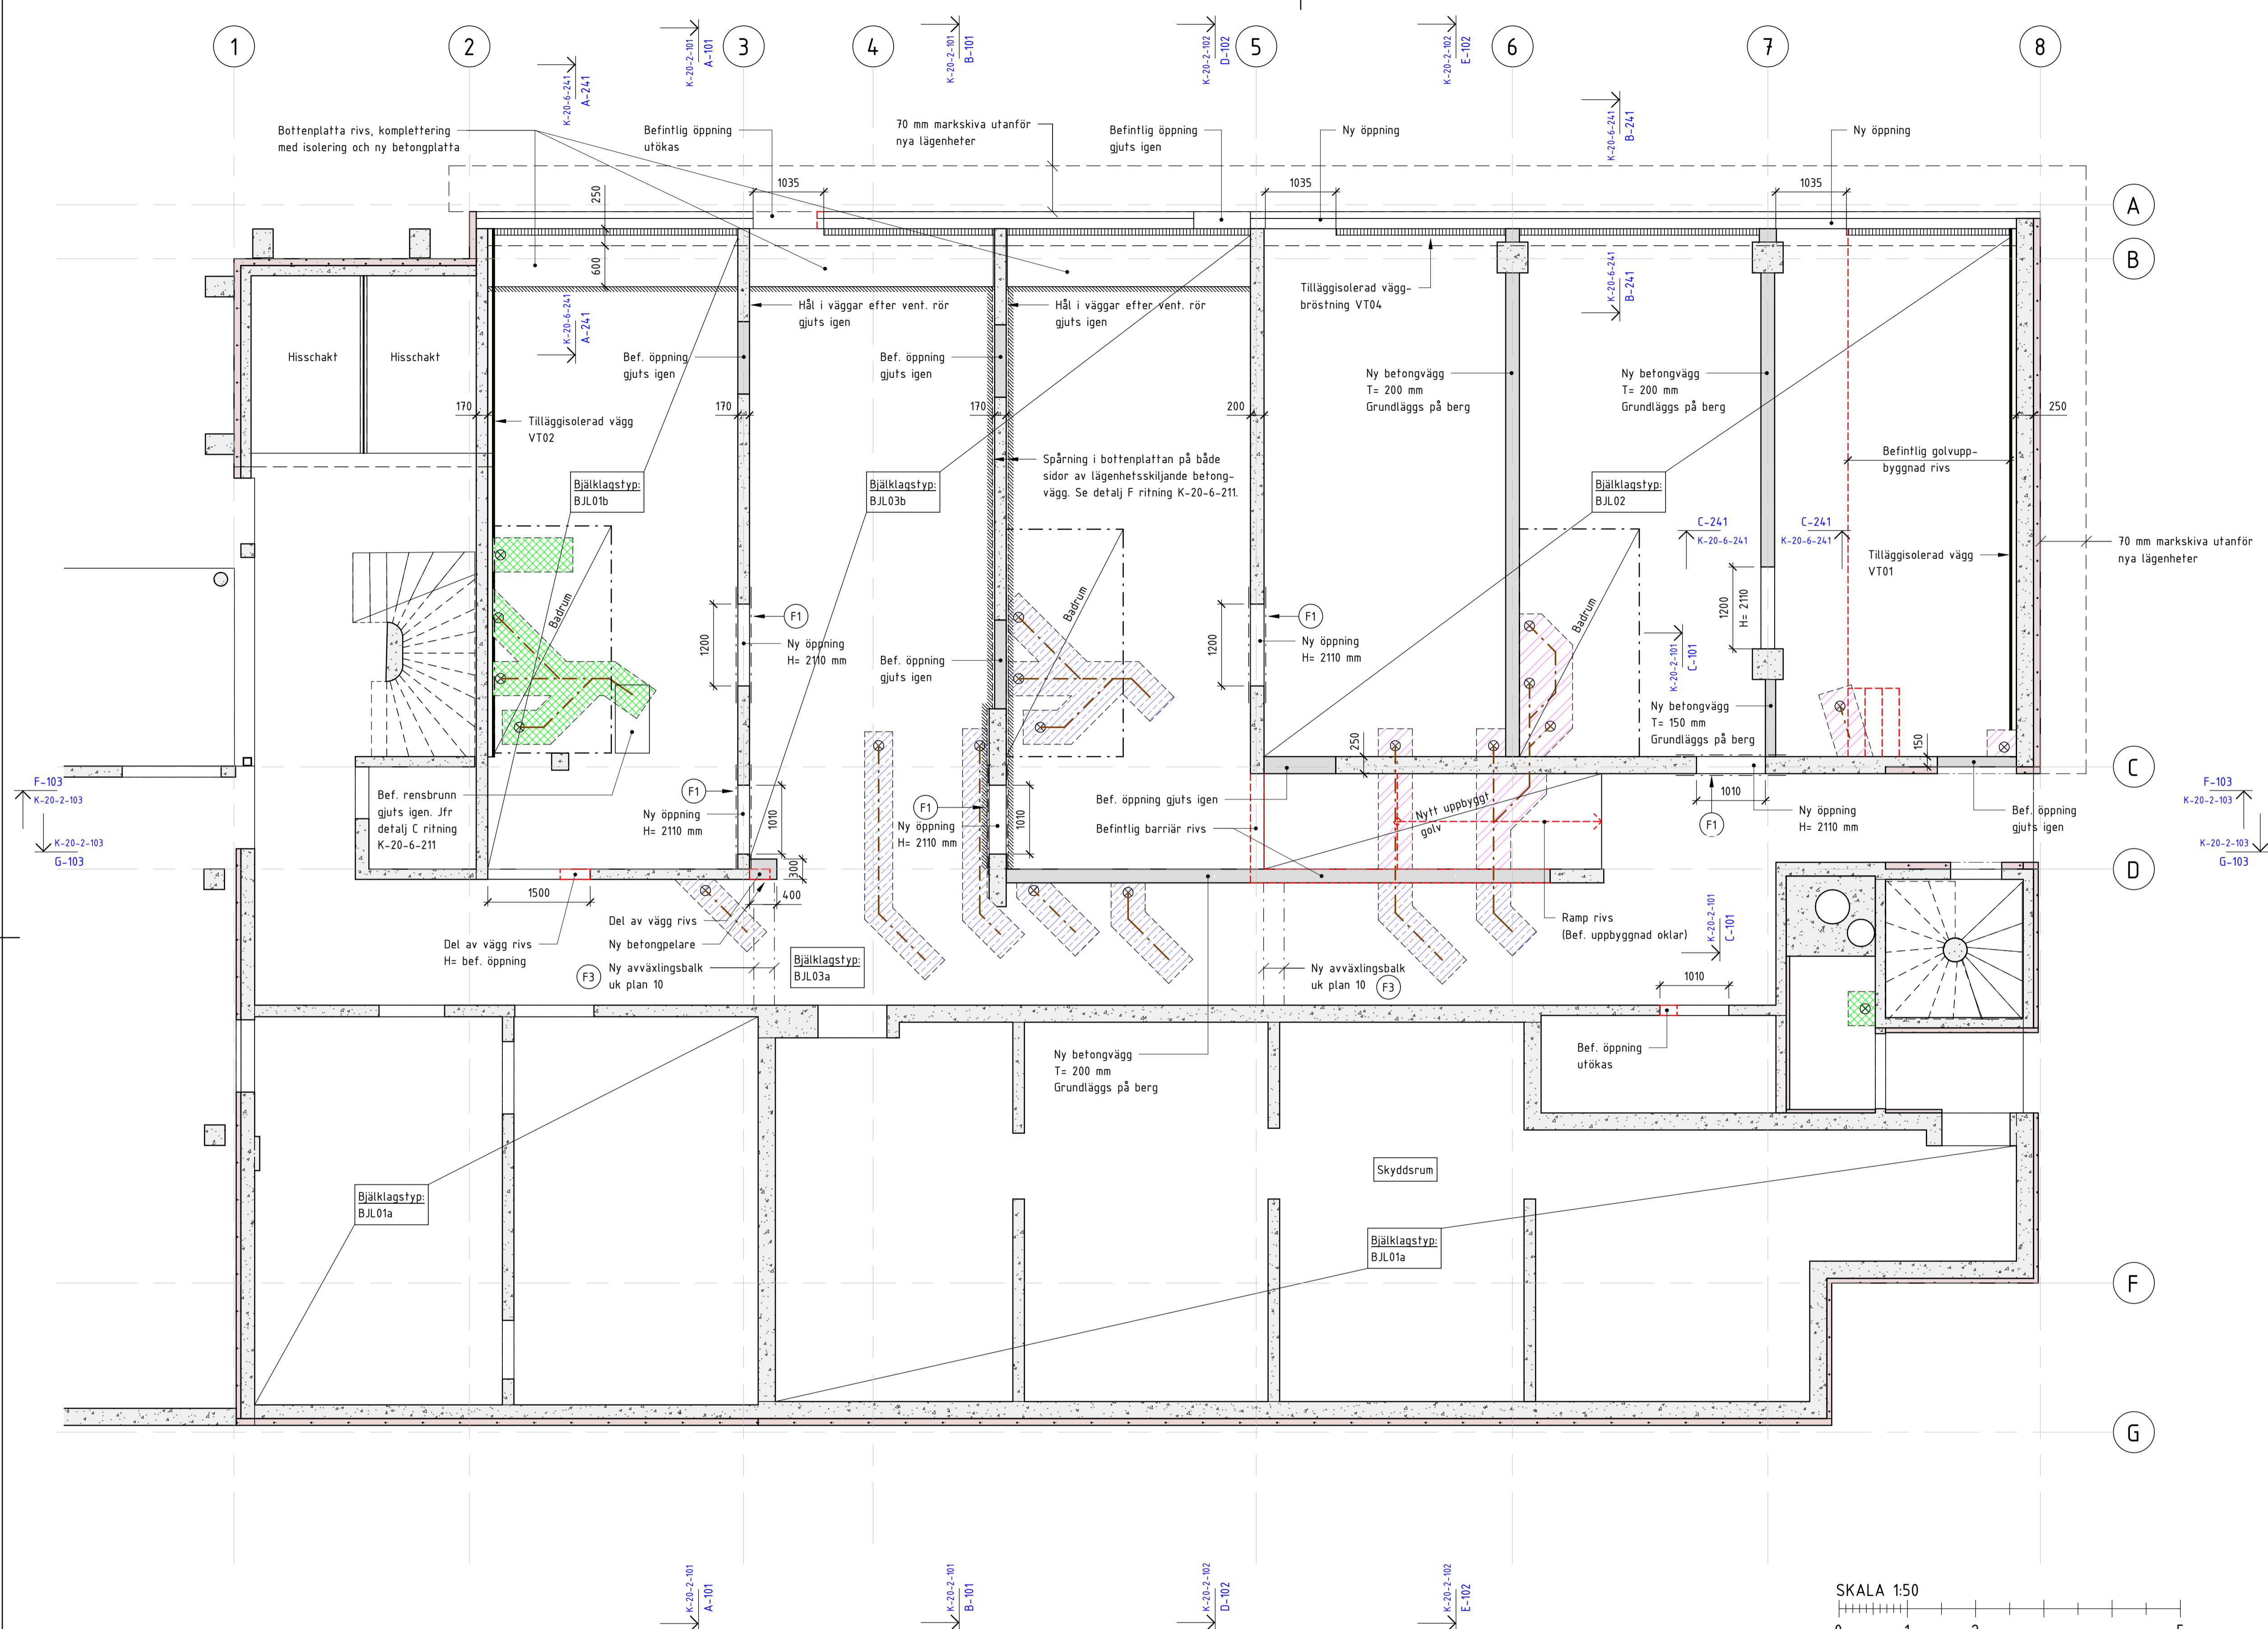 1
2
3
4
5
6
7
8
K-20-2-101
A-101
K-20-2-101
B-101
K-20-2-102
D-102
K-20-2-102
E-102
K-20-6-241
A-241
K-20-6-241
B-241
Bottenplatta rivs, komplettering
med isolering och ny betongplatta
Befintlig öppning
utökas
70 mm markskiva utanför
nya lägenheter
Befintlig öppning
gjuts igen
Ny öppning
Ny öppning
1035
1035
1035
250
600
A
B
K-20-6-241
A-241
K-20-6-241
B-241
Hål i väggar efter vent. rör
gjuts igen
Hål i väggar efter vent. rör
gjuts igen
Tilläggisolerad vägg-
bröstning VT04
Hisschakt
Hisschakt
Bef. öppning
gjuts igen
Bef. öppning
gjuts igen
Ny betongvägg
T= 200 mm
Grundläggs på berg
Ny betongvägg
T= 200 mm
Grundläggs på berg
170
170
170
200
250
Tilläggisolerad vägg
VT02
Spårning i bottenplattan på både
sidor av lägenhetsskiljande betong-
vägg. Se detalj F ritning K-20-6-211.
Befintlig golvupp-
byggnad rivs
Bjälklagstyp:
BJL01b
Bjälklagstyp:
BJL03b
Bjälklagstyp:
BJL02
C-241
K-20-6-241
C-241
K-20-6-241
70 mm markskiva utanför
nya lägenheter
Tilläggisolerad vägg
VT01
Badrum
Badrum
Badrum
1200
1200
1200
H= 2110
F1
Ny öppning
H= 2110 mm
F1
Ny öppning
H= 2110 mm
Bef. öppning
gjuts igen
K-20-2-101
C-101
Ny betongvägg
T= 150 mm
Grundläggs på berg
250
150
C
F-103
K-20-2-103
K-20-2-103
G-103
Bef. rensbrunn
gjuts igen. Jfr
detalj C ritning
K-20-6-211
F1
Ny öppning
H= 2110 mm
1010
F1
Ny öppning
H= 2110 mm
1010
Bef. öppning gjuts igen
Befintlig barriär rivs
Nytt uppbyggt
golv
1010
F1
Ny öppning
H= 2110 mm
Bef. öppning
gjuts igen
F-103
K-20-2-103
K-20-2-103
G-103
D
300
400
1500
Del av vägg rivs
H= bef. öppning
Del av vägg rivs
Ny betongpelare
Ny avväxlingsbalk
uk plan 10
F3
Bjälklagstyp:
BJL03a
Ny avväxlingsbalk
uk plan 10
F3
Ramp rivs
(Bef. uppbyggnad oklar)
K-20-2-101
C-101
1010
Ny betongvägg
T= 200 mm
Grundläggs på berg
Bef. öppning
utökas
Skyddsrum
Bjälklagstyp:
BJL01a
Bjälklagstyp:
BJL01a
F
G
K-20-2-101
A-101
K-20-2-101
B-101
K-20-2-102
D-102
K-20-2-102
E-102
SKALA 1:50
0 1 2 5